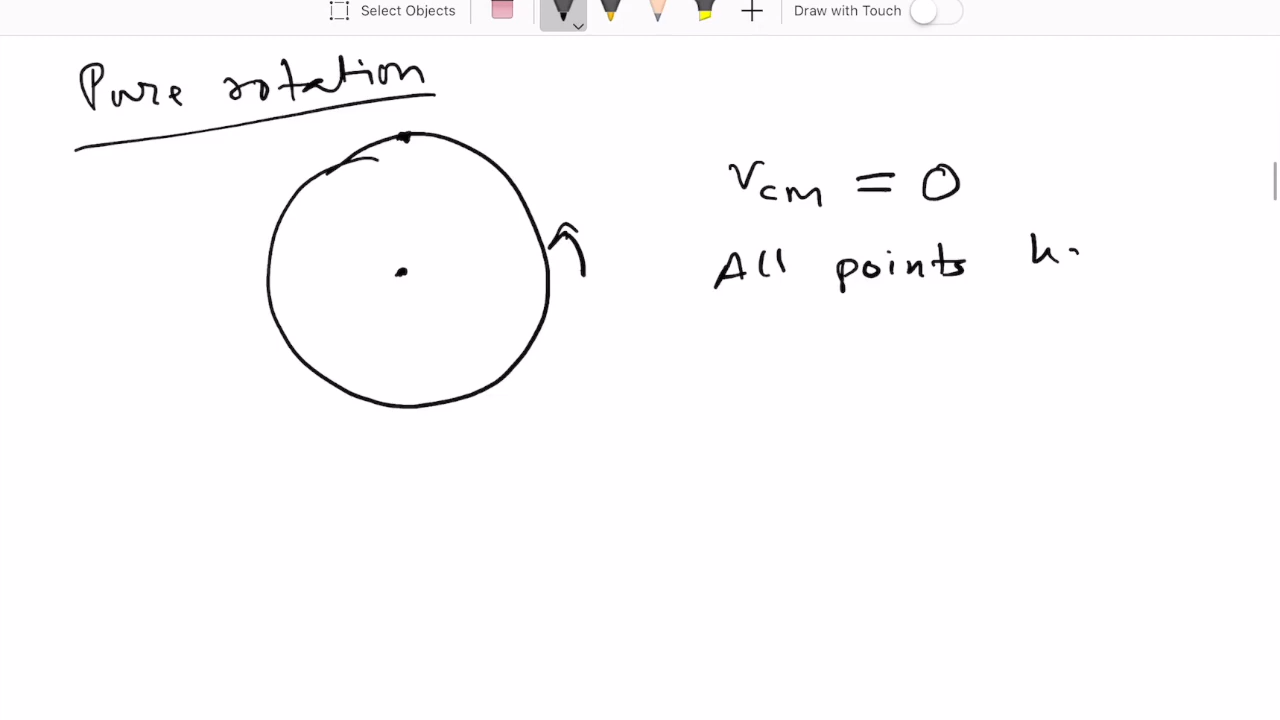 Select Objects
Draw with Touch
Pure rotation
vcm = 0
All points